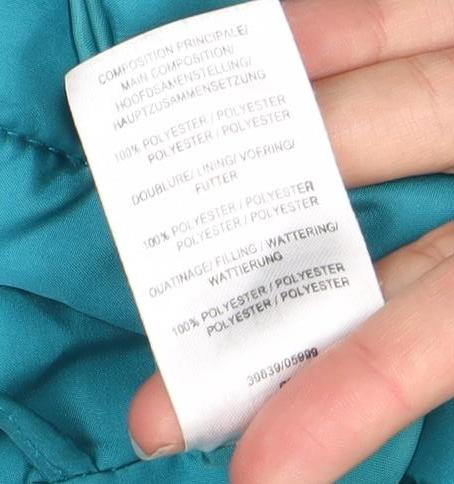 COMPOSITION PRINCIPALE/
MAIN COMPOSITION/
HOOFDSAMENSTELLING/
HAUPTZUSAMMENSETZUNG
100% POLYESTER / POLYESTER
POLYESTER / POLYESTER
DOUBLURE/ LINING/ VOERING/
FUTTER
100% POLYESTER / POLYESTER
POLYESTER / POLYESTER
OUATINAGE/ FILLING / WATTERING/
WATTIERUNG
100% POLYESTER / POLYESTER
POLYESTER / POLYESTER
39639/05999